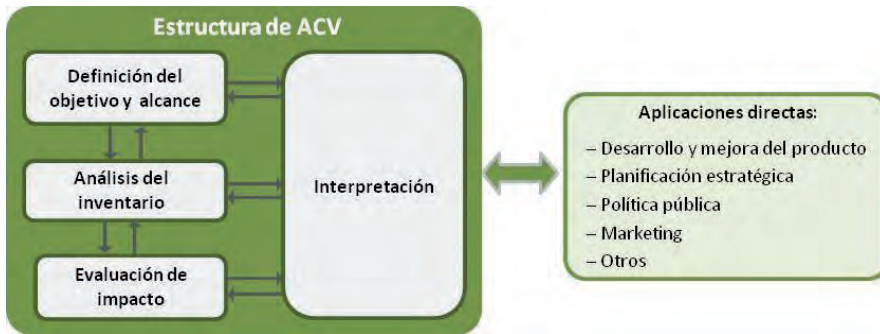 Estructura de ACV
Definición del
objetivo y alcance
Análisis del
inventario
Evaluación de
impacto
Interpretación
Aplicaciones directas:
– Desarrollo y mejora del producto
– Planificación estratégica
– Política pública
– Marketing
– Otros